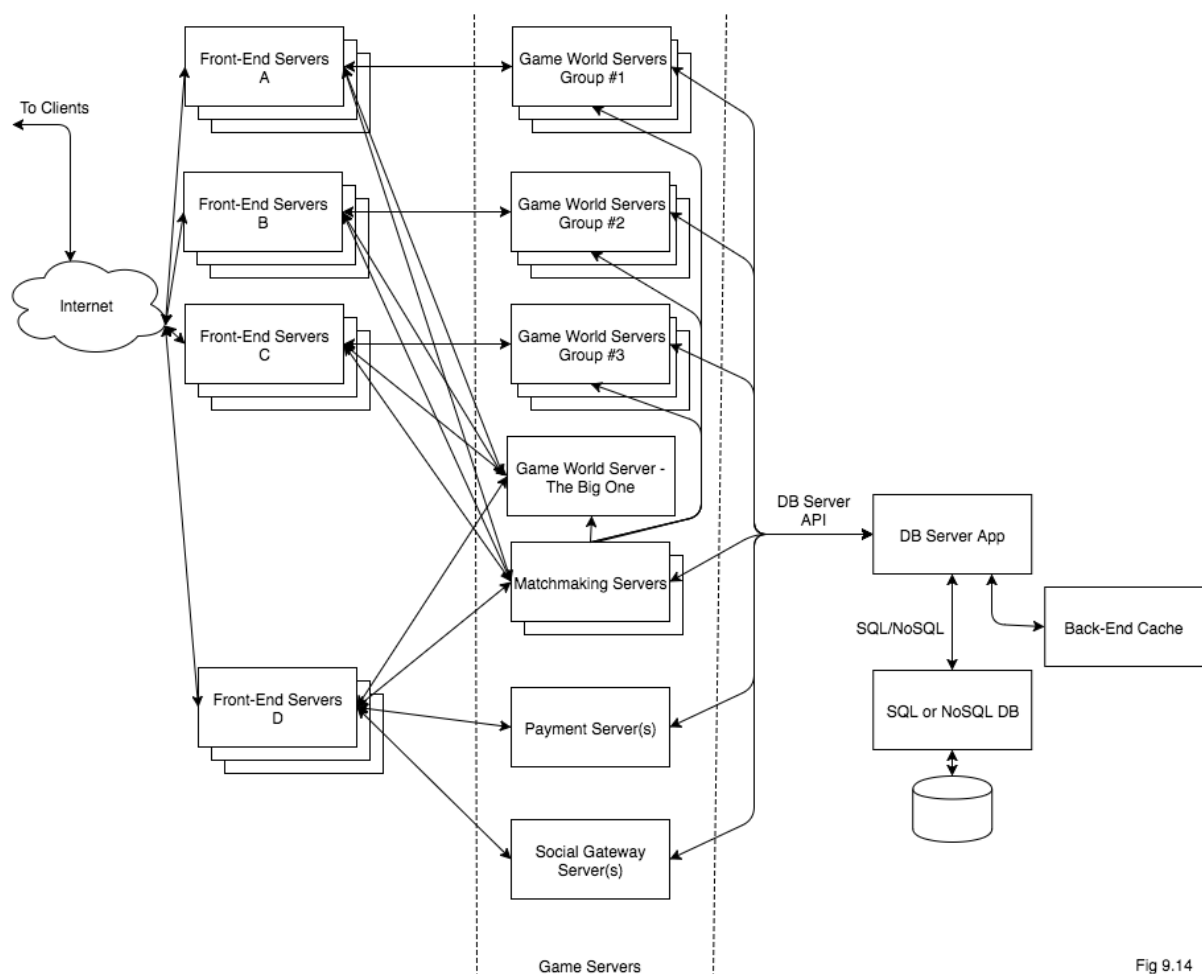 Front-End Servers
A
Game World Servers
Group #1
To Clients
Front-End Servers
B
Game World Servers
Group #2
Internet
Front-End Servers
C
Game World Servers
Group #3
Game World Server -
The Big One
DB Server
API
DB Server App
Matchmaking Servers
SQL/NoSQL
Back-End Cache
Front-End Servers
D
Payment Server(s)
SQL or NoSQL DB
Social Gateway
Server(s)
Game Servers
Fig 9.14